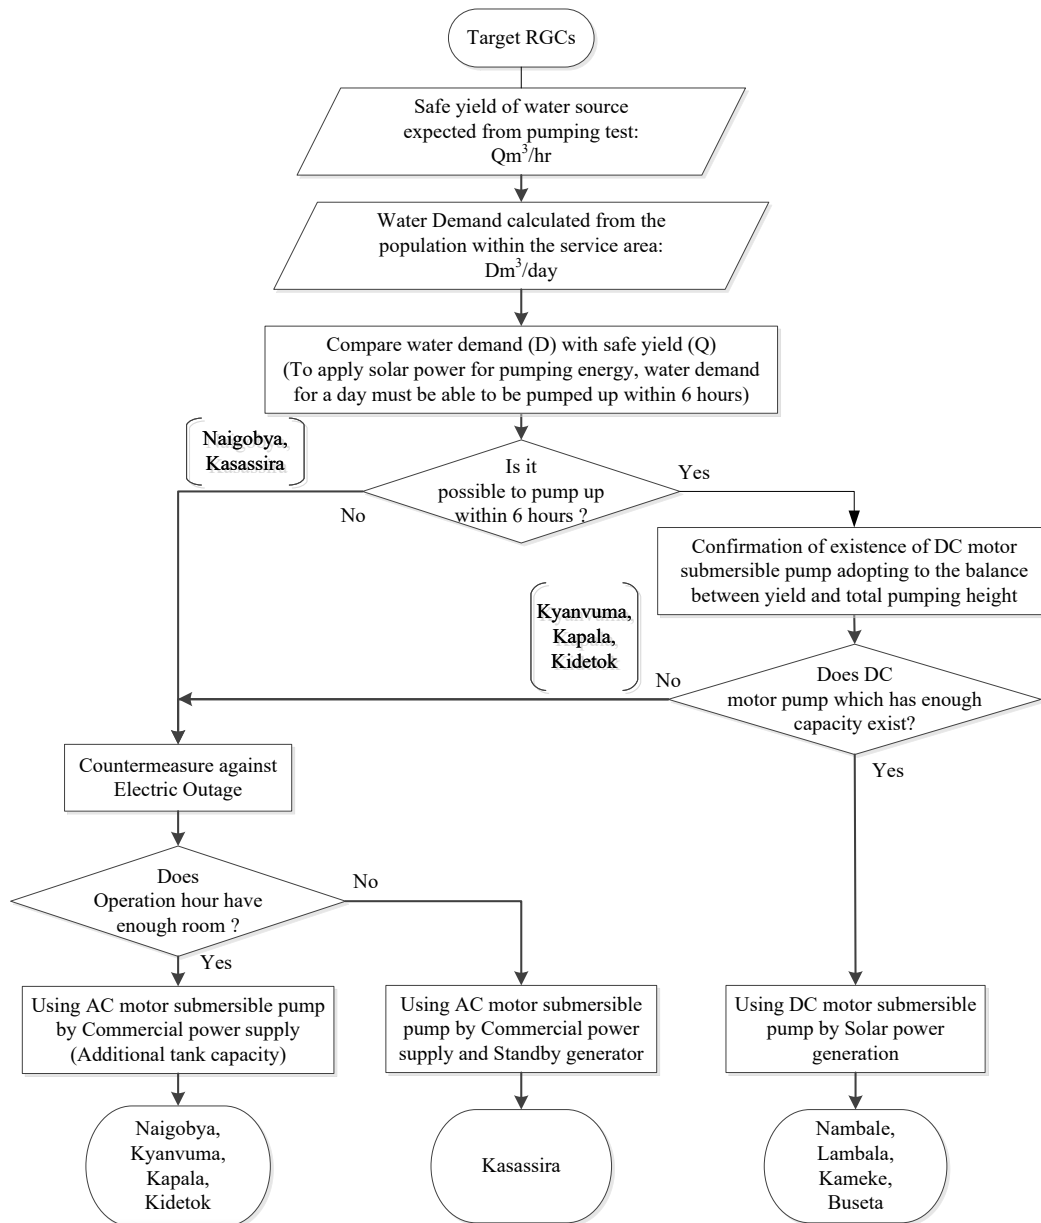 Target RGCs
Safe yield of water source
expected from pumping test:
Qm³/hr
Water Demand calculated from the
population within the service area:
Dm³/day
Compare water demand (D) with safe yield (Q)
(To apply solar power for pumping energy, water demand
for a day must be able to be pumped up within 6 hours)
Naigobya,
Kasassira
Is it
possible to pump up
within 6 hours ?
Yes
No
Confirmation of existence of DC motor
submersible pump adopting to the balance
between yield and total pumping height
Kyanvuma,
Kapala,
Kidetok
Does DC
motor pump which has enough
capacity exist?
No
Yes
Countermeasure against
Electric Outage
Does
Operation hour have
enough room ?
No
Yes
Using AC motor submersible pump
by Commercial power supply
(Additional tank capacity)
Using AC motor submersible
pump by Commercial power
supply and Standby generator
Using DC motor submersible
pump by Solar power
generation
Naigobya,
Kyanvuma,
Kapala,
Kidetok
Kasassira
Nambale,
Lambala,
Kameke,
Buseta